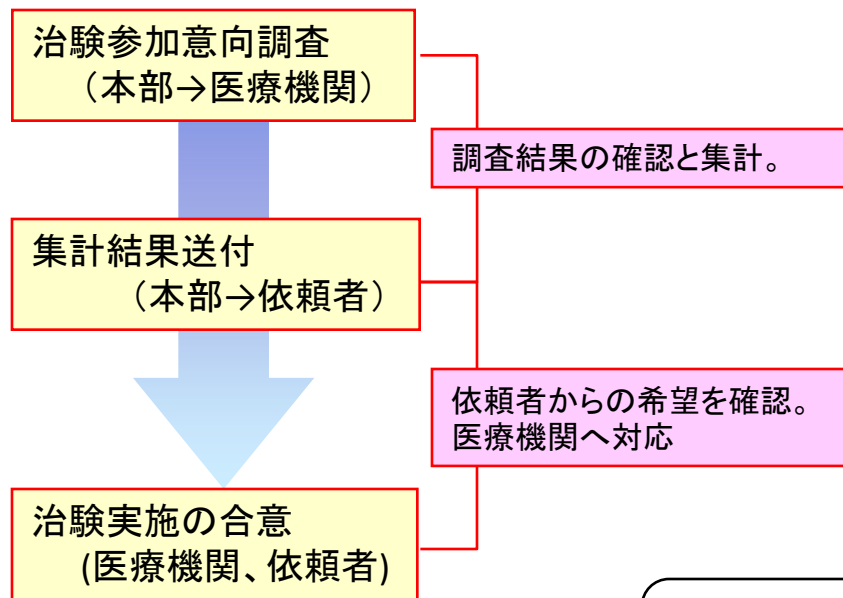 治験参加意向調査
（本部→医療機関）
調査結果の確認と集計。
集計結果送付
（本部→依頼者）
依頼者からの希望を確認。
医療機関へ対応
治験実施の合意
(医療機関、依頼者)